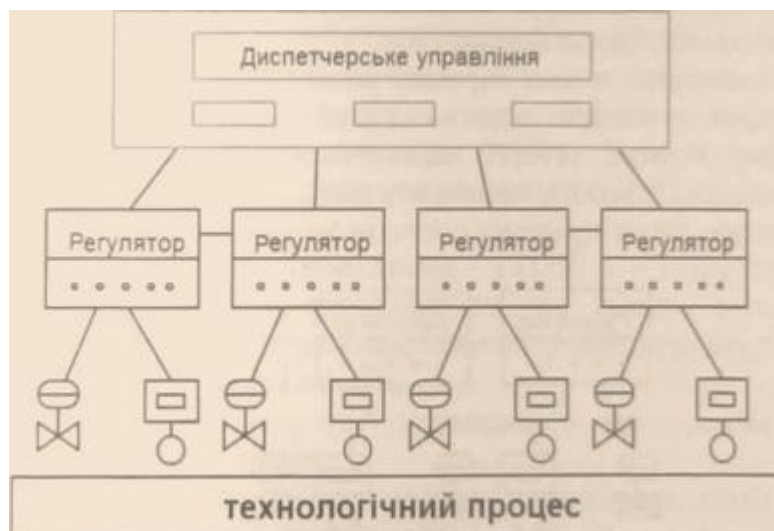 Диспетчерське управління
Регулятор Регулятор Регулятор Регулятор
технологічний процес